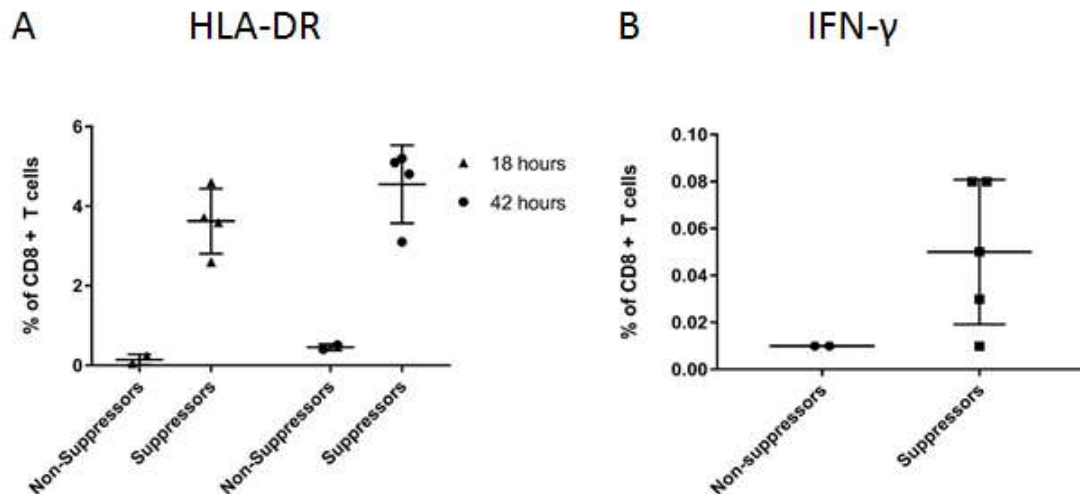 A HLA-DR
% of CD8 + T cells
6
4
2
0
Non-Suppressors
Suppressors
Non-Suppressors
Suppressors
18 hours
42 hours
B IFN-γ
% of CD8 + T cells
0.10
0.08
0.06
0.04
0.02
0.00
Non-suppressors
Suppressors